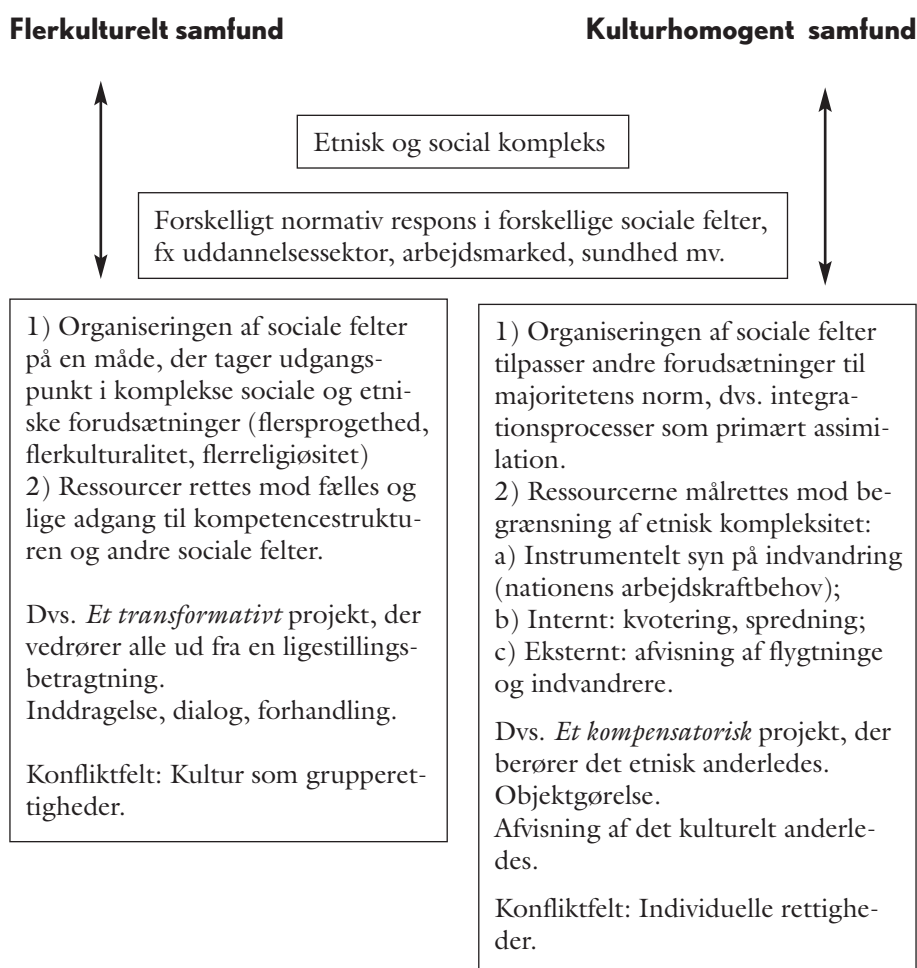 Flerkulturelt samfund
Kulturhomogent samfund
Etnisk og social kompleks
Forskelligt normativ respons i forskellige sociale felter,
fx uddannelsessektor, arbejdsmarked, sundhed mv.
1) Organiseringen af sociale felter
på en måde, der tager udgangs-
punkt i komplekse sociale og etni-
ske forudsætninger (flersprogethed,
flerkulturalitet, flerreligiøsitet)
2) Ressourcer rettes mod fælles og
lige adgang til kompetencestruktu-
ren og andre sociale felter.
Dvs. Et transformativt projekt, der
vedrører alle ud fra en ligestillings-
betragtning.
Inddragelse, dialog, forhandling.
Konfliktfelt: Kultur som grupperet-
tigheder.
1) Organiseringen af sociale felter
tilpasser andre forudsætninger til
majoritetens norm, dvs. integra-
tionsprocesser som primært assimi-
lation.
2) Ressourcerne målrettes mod be-
grænsning af etnisk kompleksitet:
a) Instrumentelt syn på indvandring
(nationens arbejdskraftbehov);
b) Internt: kvotering, spredning;
c) Eksternt: afvisning af flygtninge
og indvandrere.
Dvs. Et kompensatorisk projekt, der
berører det etnisk anderledes.
Objektgørelse.
Afvisning af det kulturelt anderle-
des.
Konfliktfelt: Individuelle rettighe-
der.